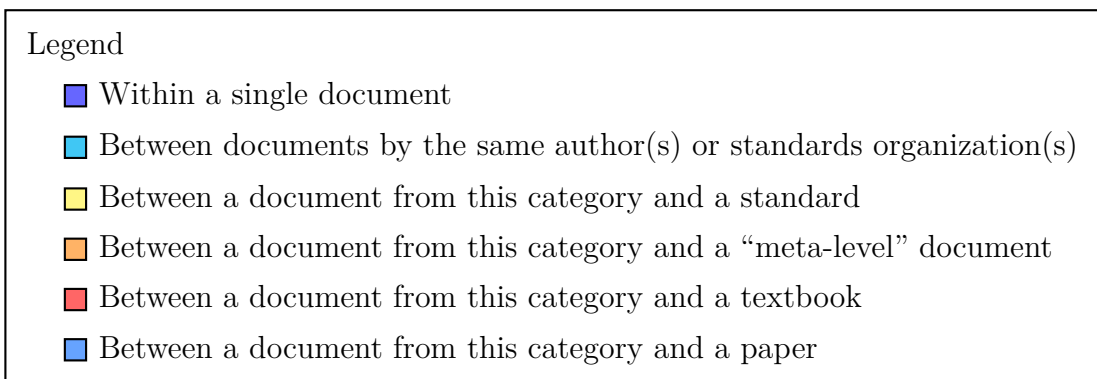 Legend
Within a single document
Between documents by the same author(s) or standards organization(s)
Between a document from this category and a standard
Between a document from this category and a “meta-level” document
Between a document from this category and a textbook
Between a document from this category and a paper